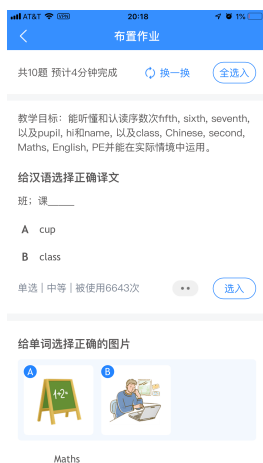 AT&T VPN 20:18 1%
布置作业
共10题 预计4分钟完成 换一换 全选入
教学目标：能听懂和认读序数次fifth, sixth, seventh,
以及pupil, hi和name, 以及class, Chinese, second,
Maths, English, PE并能在实际情境中运用。
给汉语选择正确译文
班；课_____
A cup
B class
单选 | 中等 | 被使用6643次 选入
给单词选择正确的图片
A B
1+2=
Maths